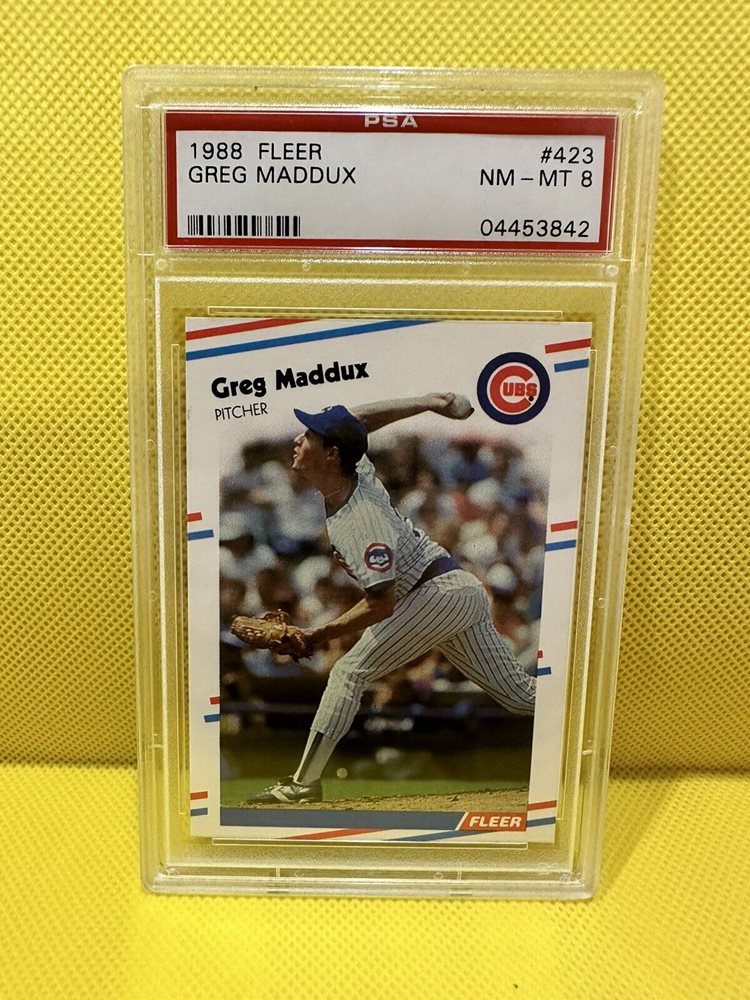 PSA
1988 FLEER #423
GREG MADDUX NM - MT 8
04453842
Greg Maddux
PITCHER
CUBS
FLEER